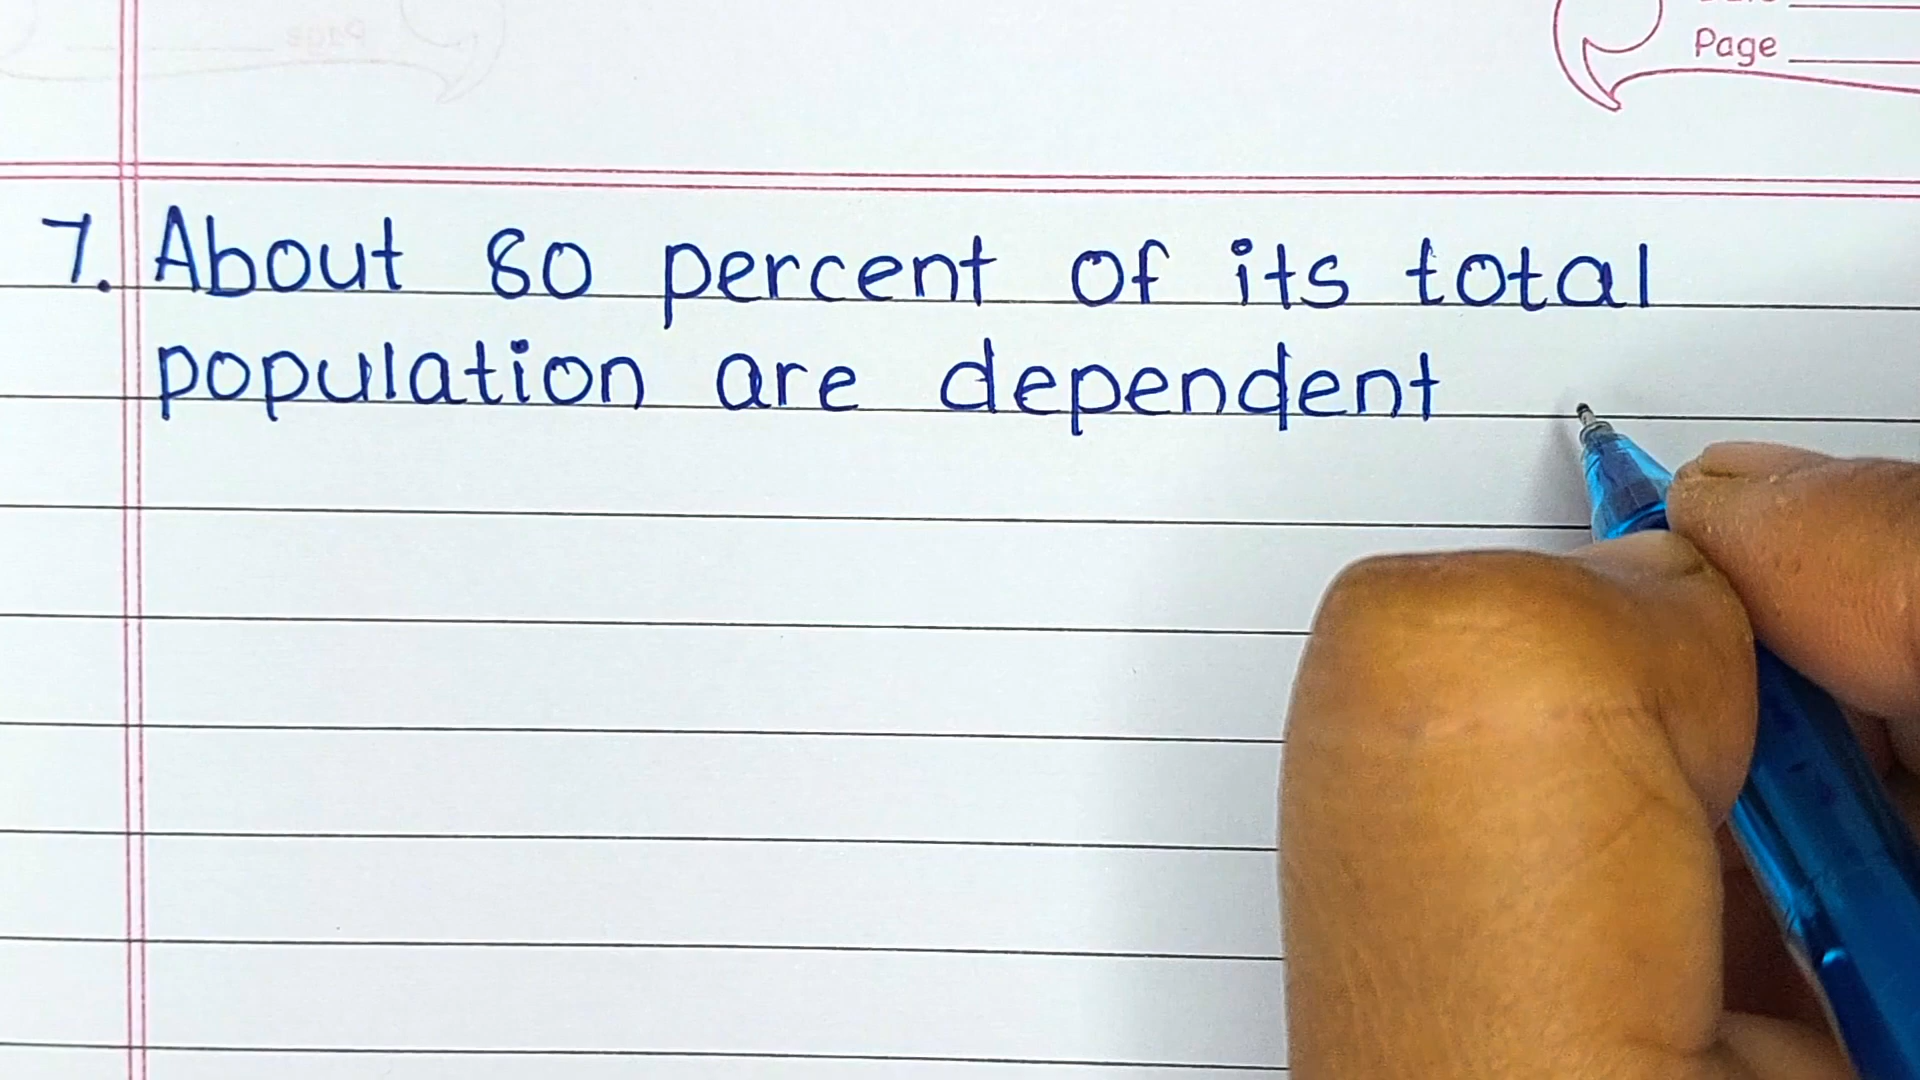 Page
7. About 80 percent of its total
population are dependent